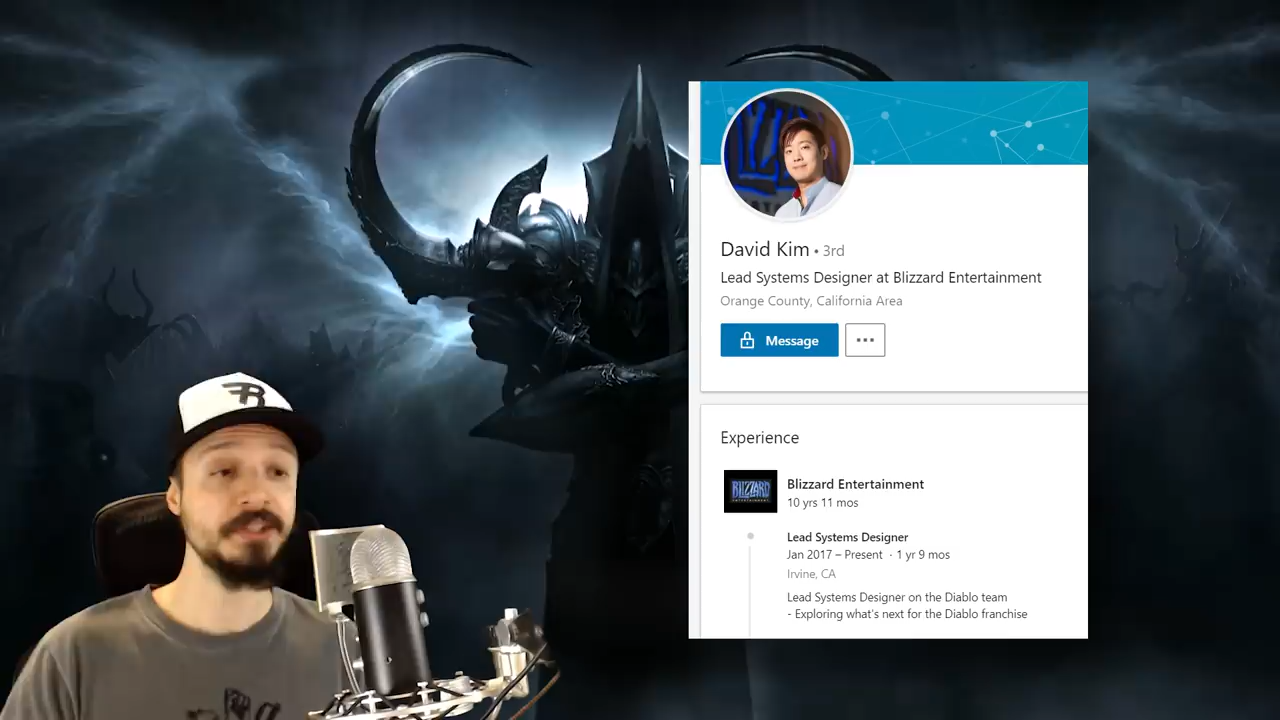 David Kim • 3rd
Lead Systems Designer at Blizzard Entertainment
Orange County, California Area
Message
Experience
BLIZZARD
ENTERTAINMENT
Blizzard Entertainment
10 yrs 11 mos
Lead Systems Designer
Jan 2017 – Present · 1 yr 9 mos
Irvine, CA
Lead Systems Designer on the Diablo team
- Exploring what's next for the Diablo franchise